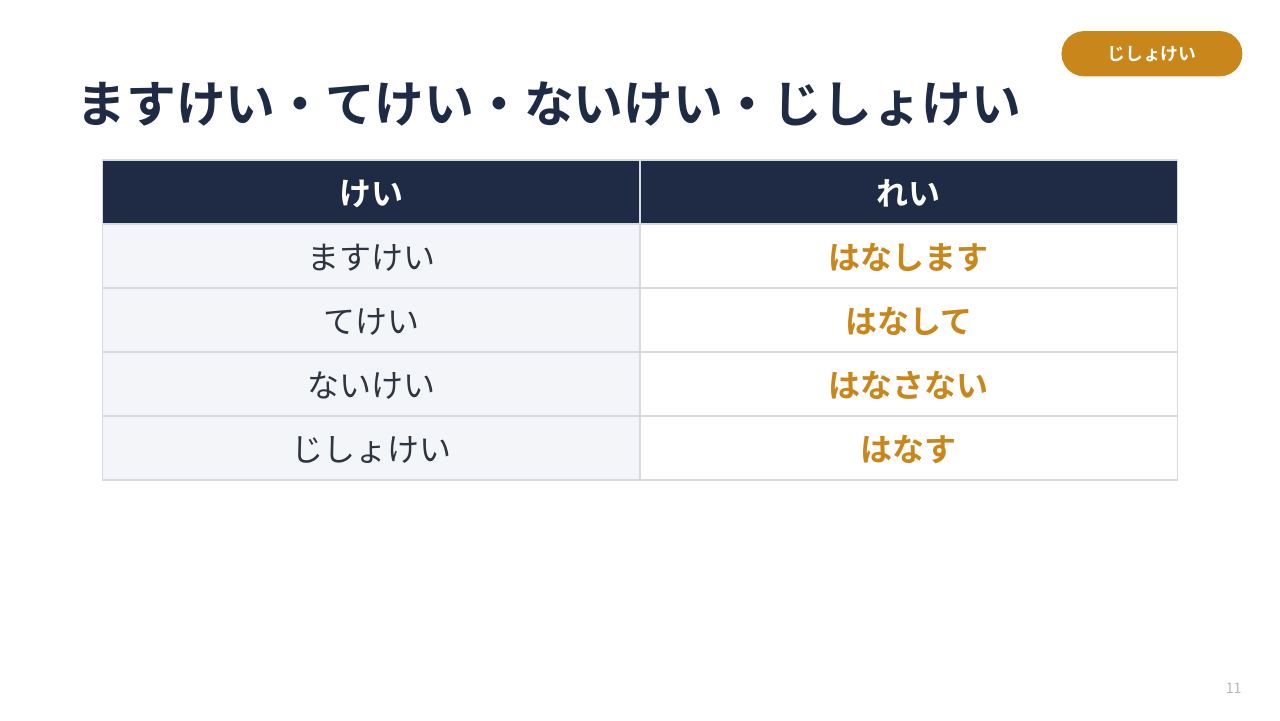 じしょけい
ますけい・てけい・ないけい・じしょけい
けい れい
ますけい はなします
てけい はなして
ないけい はなさない
じしょけい はなす
11